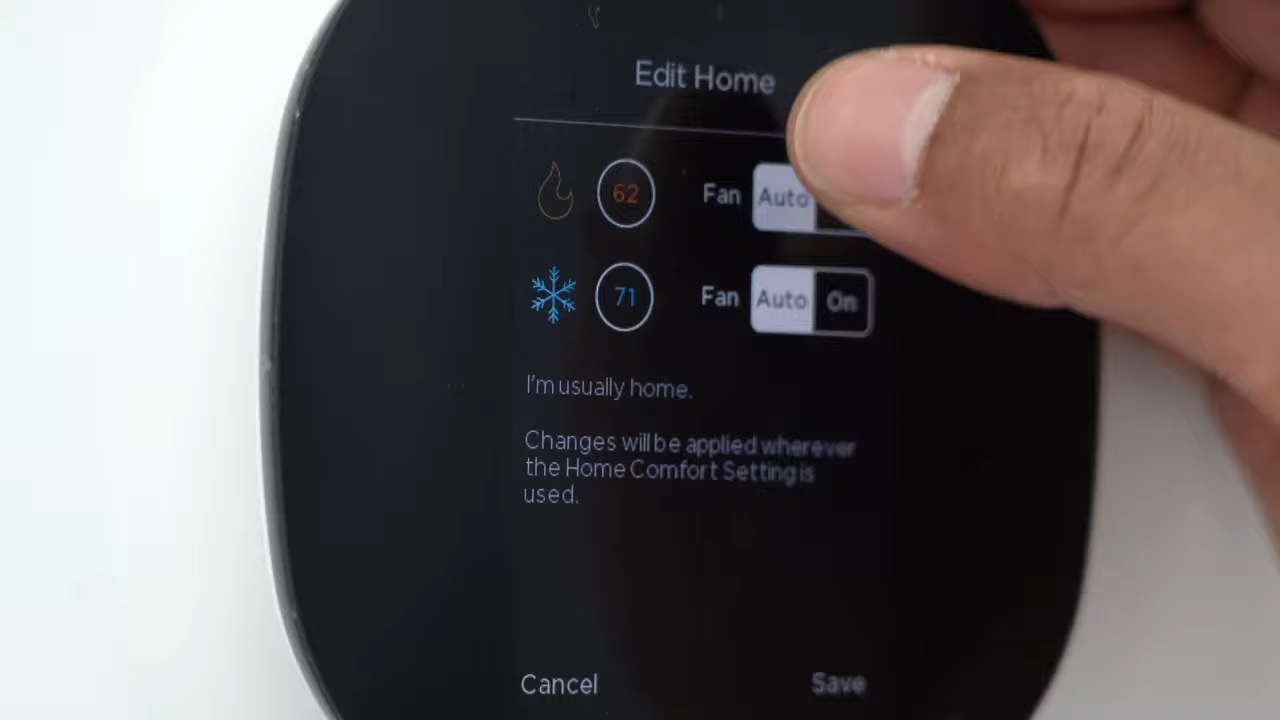 Edit Home
62 Fan Auto
71 Fan Auto On
I'm usually home.
Changes will be applied wherever
the Home Comfort Setting is
used.
Cancel Save